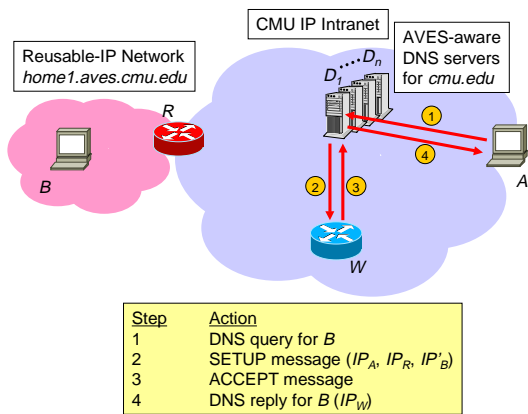 CMU IP Intranet
AVES-aware
DNS servers
for cmu.edu
Reusable-IP Network
home1.aves.cmu.edu
D1 Dn
R
B
1
4
A
2
3
W
Step Action
1 DNS query for B
2 SETUP message (IPA, IPR, IP'B)
3 ACCEPT message
4 DNS reply for B (IPW)